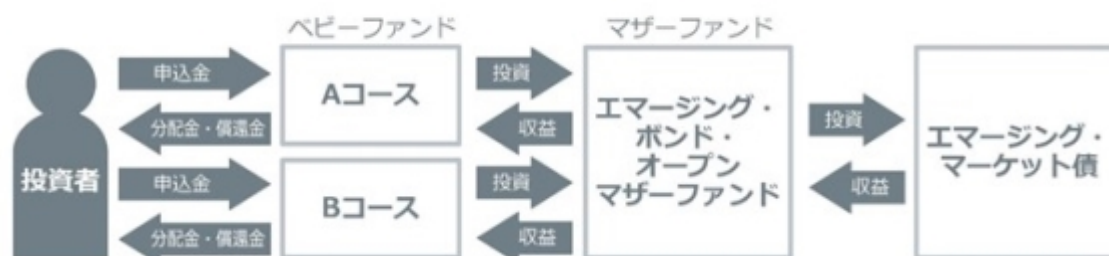 ベビーファンド
マザーファンド
申込金
Aコース
投資
分配金・償還金
収益
投資者
申込金
Bコース
投資
分配金・償還金
収益
エマージング・
ボンド・
オープン
マザーファンド
投資
収益
エマージング・
マーケット債